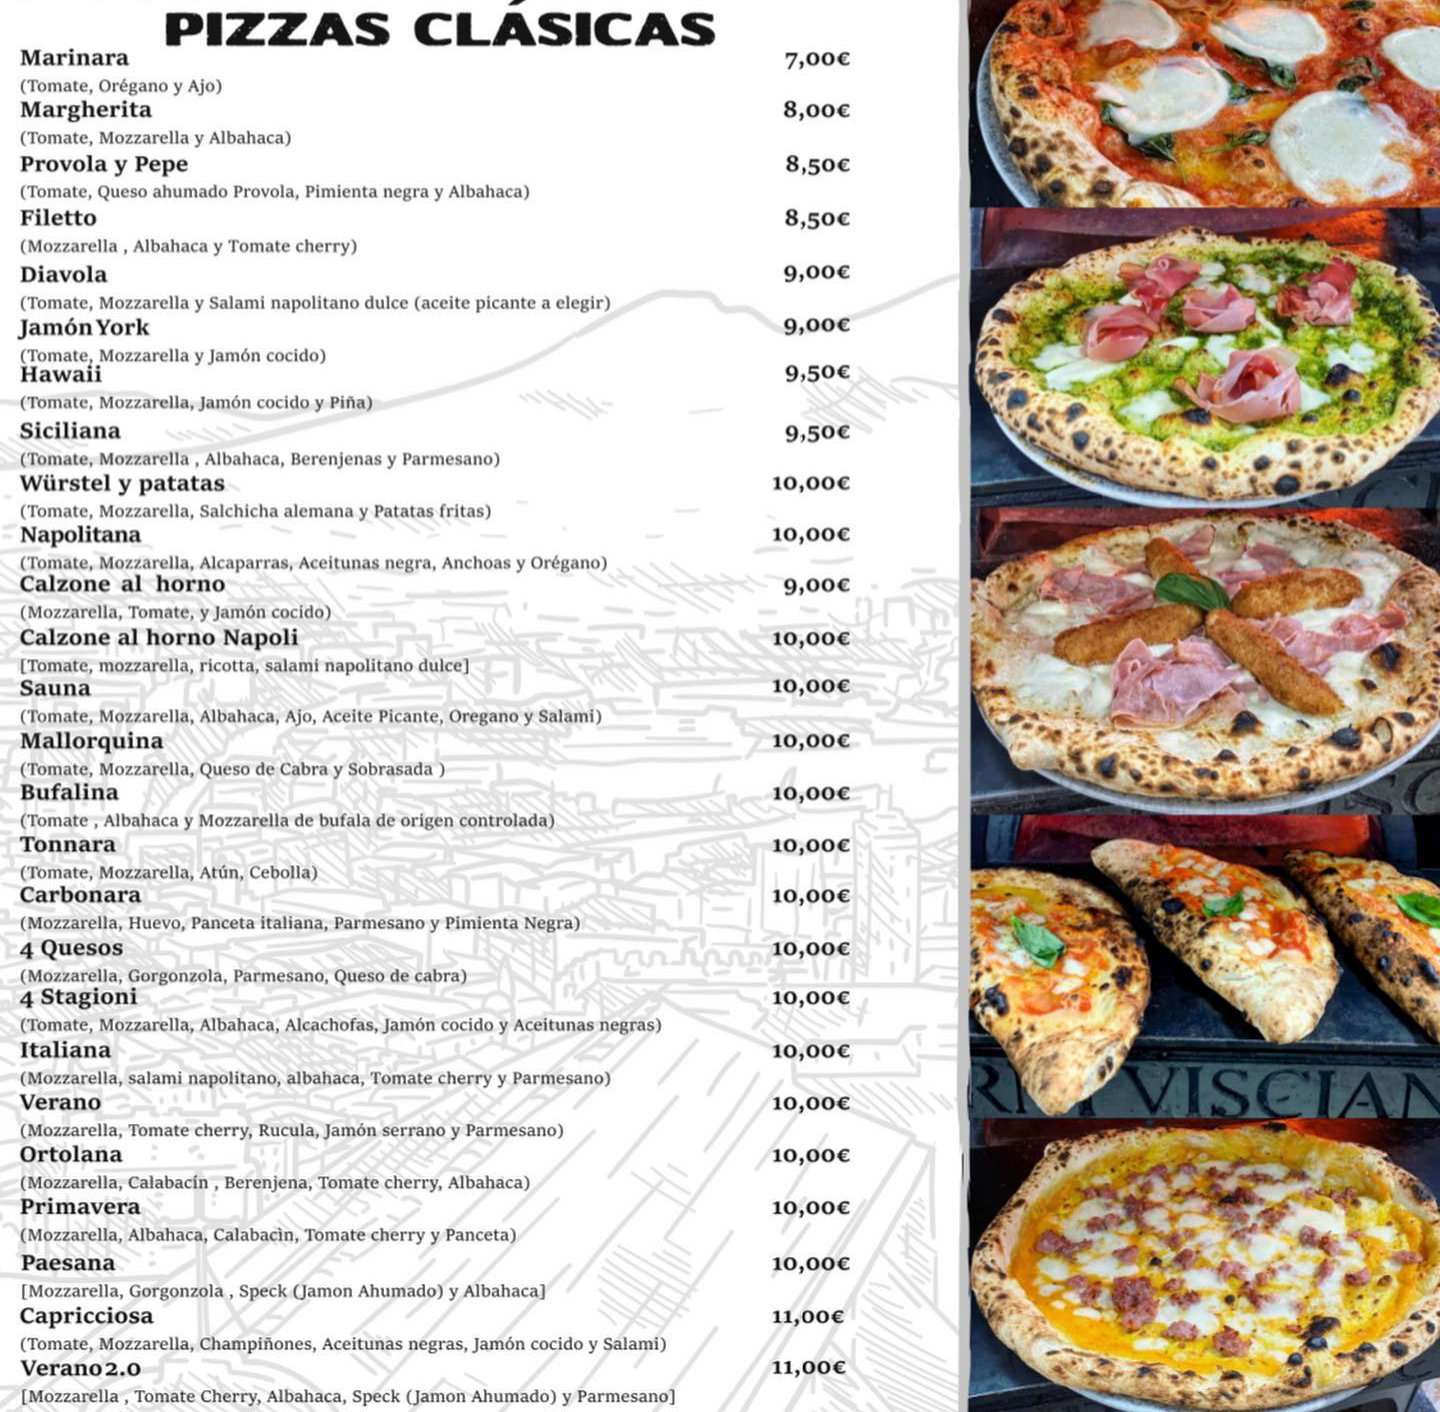 PIZZAS CLÁSICAS
Marinara 7,00€
(Tomate, Orégano y Ajo)
Margherita 8,00€
(Tomate, Mozzarella y Albahaca)
Provola y Pepe 8,50€
(Tomate, Queso ahumado Provola, Pimienta negra y Albahaca)
Filetto 8,50€
(Mozzarella , Albahaca y Tomate cherry)
Diavola 9,00€
(Tomate, Mozzarella y Salami napolitano dulce (aceite picante a elegir)
Jamón York 9,00€
(Tomate, Mozzarella y Jamón cocido)
Hawaii 9,50€
(Tomate, Mozzarella, Jamón cocido y Piña)
Siciliana 9,50€
(Tomate, Mozzarella , Albahaca, Berenjenas y Parmesano)
Würstel y patatas 10,00€
(Tomate, Mozzarella, Salchicha alemana y Patatas fritas)
Napolitana 10,00€
(Tomate, Mozzarella, Alcaparras, Aceitunas negra, Anchoas y Orégano)
Calzone al horno 9,00€
(Mozzarella, Tomate, y Jamón cocido)
Calzone al horno Napoli 10,00€
[Tomate, mozzarella, ricotta, salami napolitano dulce]
Sauna 10,00€
(Tomate, Mozzarella, Albahaca, Ajo, Aceite Picante, Oregano y Salami)
Mallorquina 10,00€
(Tomate, Mozzarella, Queso de Cabra y Sobrasada )
Bufalina 10,00€
(Tomate , Albahaca y Mozzarella de bufala de origen controlada)
Tonnara 10,00€
(Tomate, Mozzarella, Atún, Cebolla)
Carbonara 10,00€
(Mozzarella, Huevo, Panceta italiana, Parmesano y Pimienta Negra)
4 Quesos 10,00€
(Mozzarella, Gorgonzola, Parmesano, Queso de cabra)
4 Stagioni 10,00€
(Tomate, Mozzarella, Albahaca, Alcachofas, Jamón cocido y Aceitunas negras)
Italiana 10,00€
(Mozzarella, salami napolitano, albahaca, Tomate cherry y Parmesano)
Verano 10,00€
(Mozzarella, Tomate cherry, Rucula, Jamón serrano y Parmesano)
Ortolana 10,00€
(Mozzarella, Calabacín , Berenjena, Tomate cherry, Albahaca)
Primavera 10,00€
(Mozzarella, Albahaca, Calabacìn, Tomate cherry y Panceta)
Paesana 10,00€
[Mozzarella, Gorgonzola , Speck (Jamon Ahumado) y Albahaca]
Capricciosa 11,00€
(Tomate, Mozzarella, Champiñones, Aceitunas negras, Jamón cocido y Salami)
Verano 2.0 11,00€
[Mozzarella , Tomate Cherry, Albahaca, Speck (Jamon Ahumado) y Parmesano]
VISCIAN